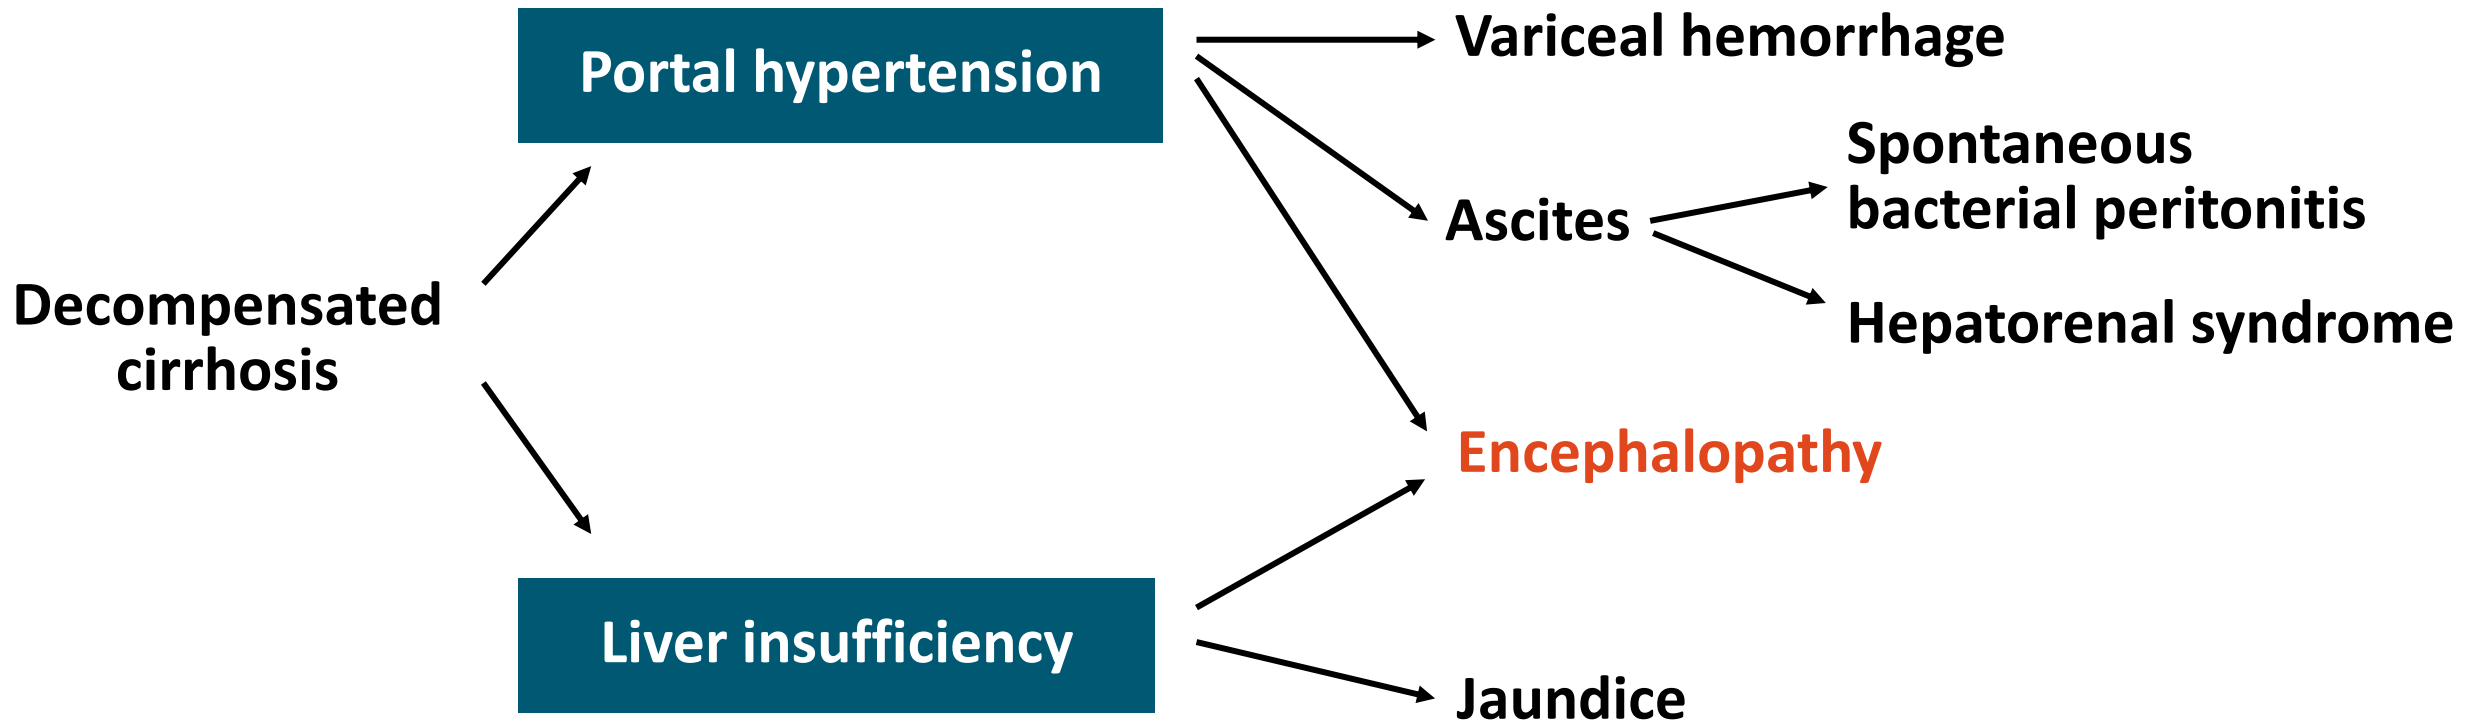 Portal hypertension
Variceal hemorrhage
Spontaneous
bacterial peritonitis
Ascites
Decompensated
cirrhosis
Hepatorenal syndrome
Encephalopathy
Liver insufficiency
Jaundice